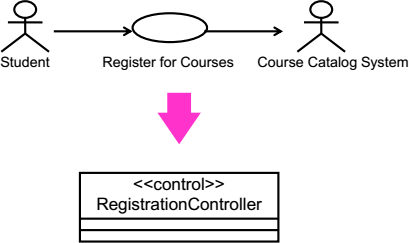 Student
Register for Courses
Course Catalog System
<<control>>
RegistrationController